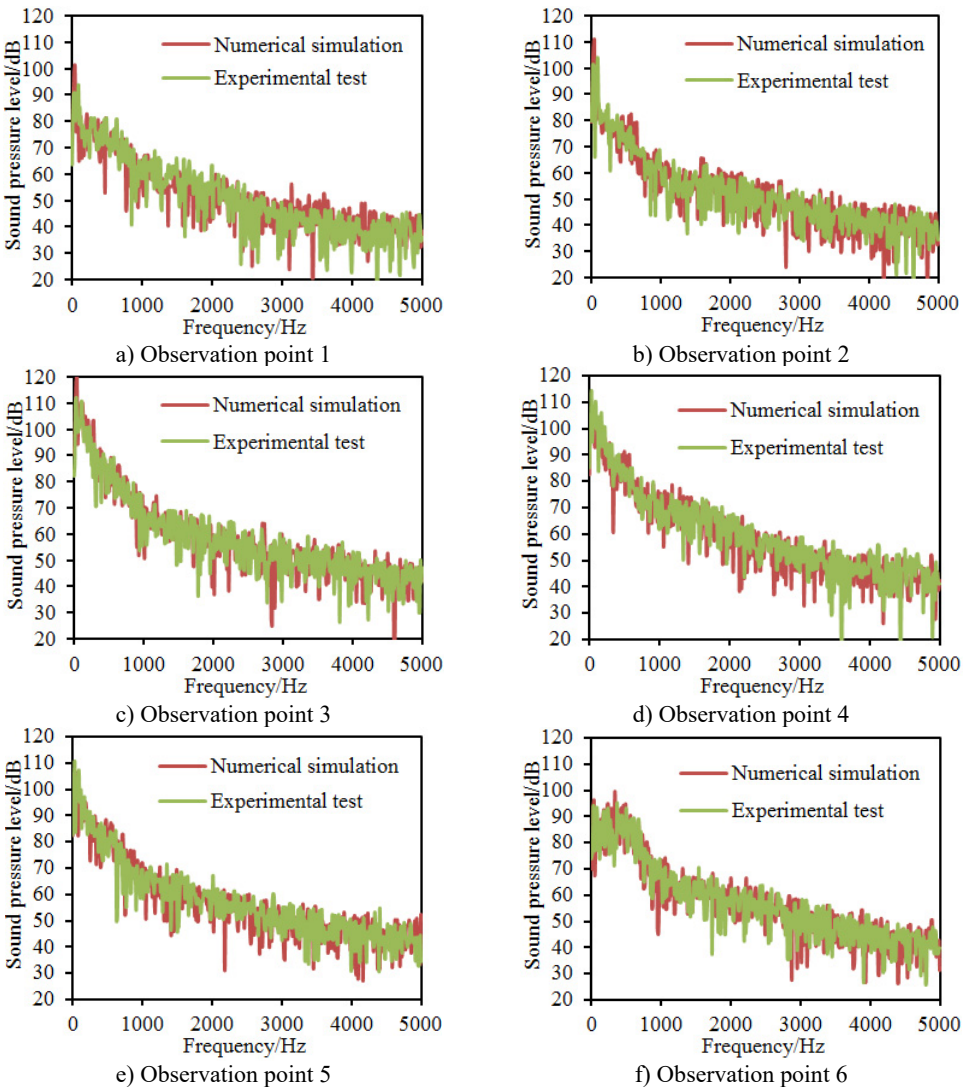 120
110
100
90
80
70
60
50
40
30
20
Sound pressure level/dB
Numerical simulation
Experimental test
0 1000 2000 3000 4000 5000
Frequency/Hz
a) Observation point 1
120
110
100
90
80
70
60
50
40
30
20
Sound pressure level/dB
Numerical simulation
Experimental test
0 1000 2000 3000 4000 5000
Frequency/Hz
b) Observation point 2
120
110
100
90
80
70
60
50
40
30
20
Sound pressure level/dB
Numerical simulation
Experimental test
0 1000 2000 3000 4000 5000
Frequency/Hz
c) Observation point 3
120
110
100
90
80
70
60
50
40
30
20
Sound pressure level/dB
Numerical simulation
Experimental test
0 1000 2000 3000 4000 5000
Frequency/Hz
d) Observation point 4
120
110
100
90
80
70
60
50
40
30
20
Sound pressure level/dB
Numerical simulation
Experimental test
0 1000 2000 3000 4000 5000
Frequency/Hz
e) Observation point 5
120
110
100
90
80
70
60
50
40
30
20
Sound pressure level/dB
Numerical simulation
Experimental test
0 1000 2000 3000 4000 5000
Frequency/Hz
f) Observation point 6